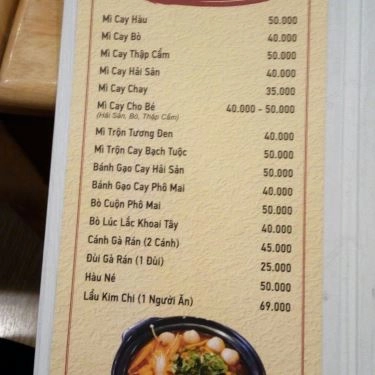 Mì Cay Hàu 50.000
Mì Cay Bò 40.000
Mì Cay Thập Cẩm 50.000
Mì Cay Hải Sản 40.000
Mì Cay Chay 35.000
Mì Cay Cho Bé 40.000 - 50.000
(Hải Sản, Bò, Thập Cẩm)
Mì Trộn Tương Đen 40.000
Mì Trộn Cay Bạch Tuộc 50.000
Bánh Gạo Cay Hải Sản 50.000
Bánh Gạo Cay Phô Mai 40.000
Bò Cuộn Phô Mai 50.000
Bò Lúc Lắc Khoai Tây 40.000
Cánh Gà Rán (2 Cánh) 45.000
Đùi Gà Rán (1 Đùi) 25.000
Hàu Né 50.000
Lẩu Kim Chi (1 Người Ăn) 69.000